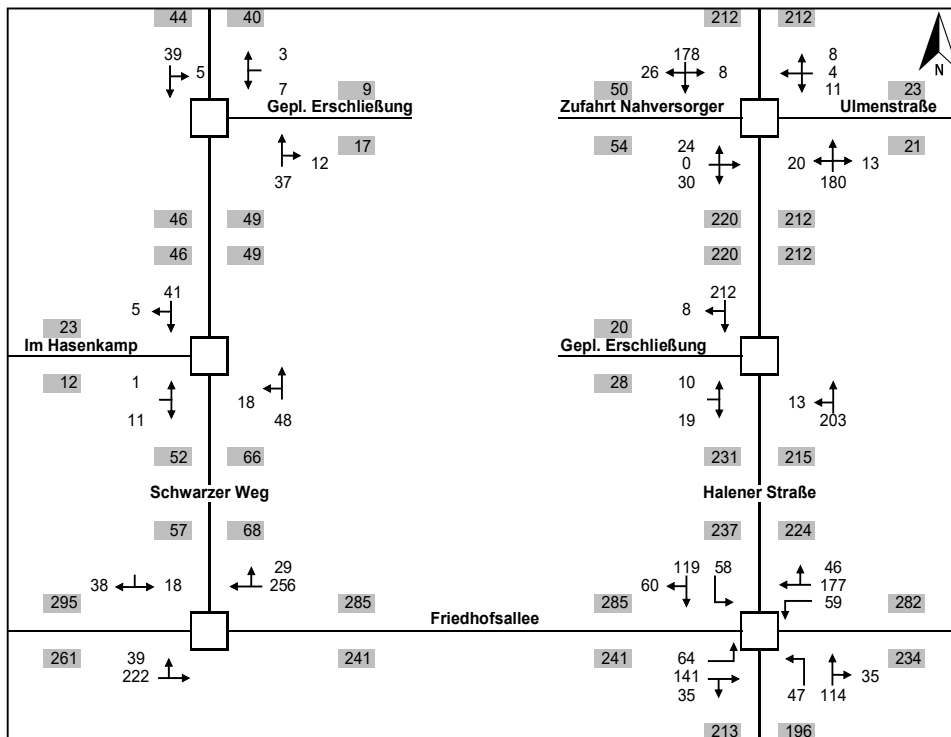 44 40 212 212
39 5 3 7
178 26 8
8 4 11
N
9 50 23
Gepl. Erschließung Zufahrt Nahversorger Ulmenstraße
17 54 21
12 37
24 0 30
20 13 180
46 49 220 212
46 49 220 212
41 5 212 8
23 20
Im Hasenkamp Gepl. Erschließung
12 28
1 11 18 48
10 19 13 203
52 66 231 215
Schwarzer Weg Halener Straße
57 68 237 224
38 18 29 256
60 119 58 46 177 59
295 285 285 282
Friedhofsallee
261 241 241 234
39 222
64 141 35
47 114 35
213 196